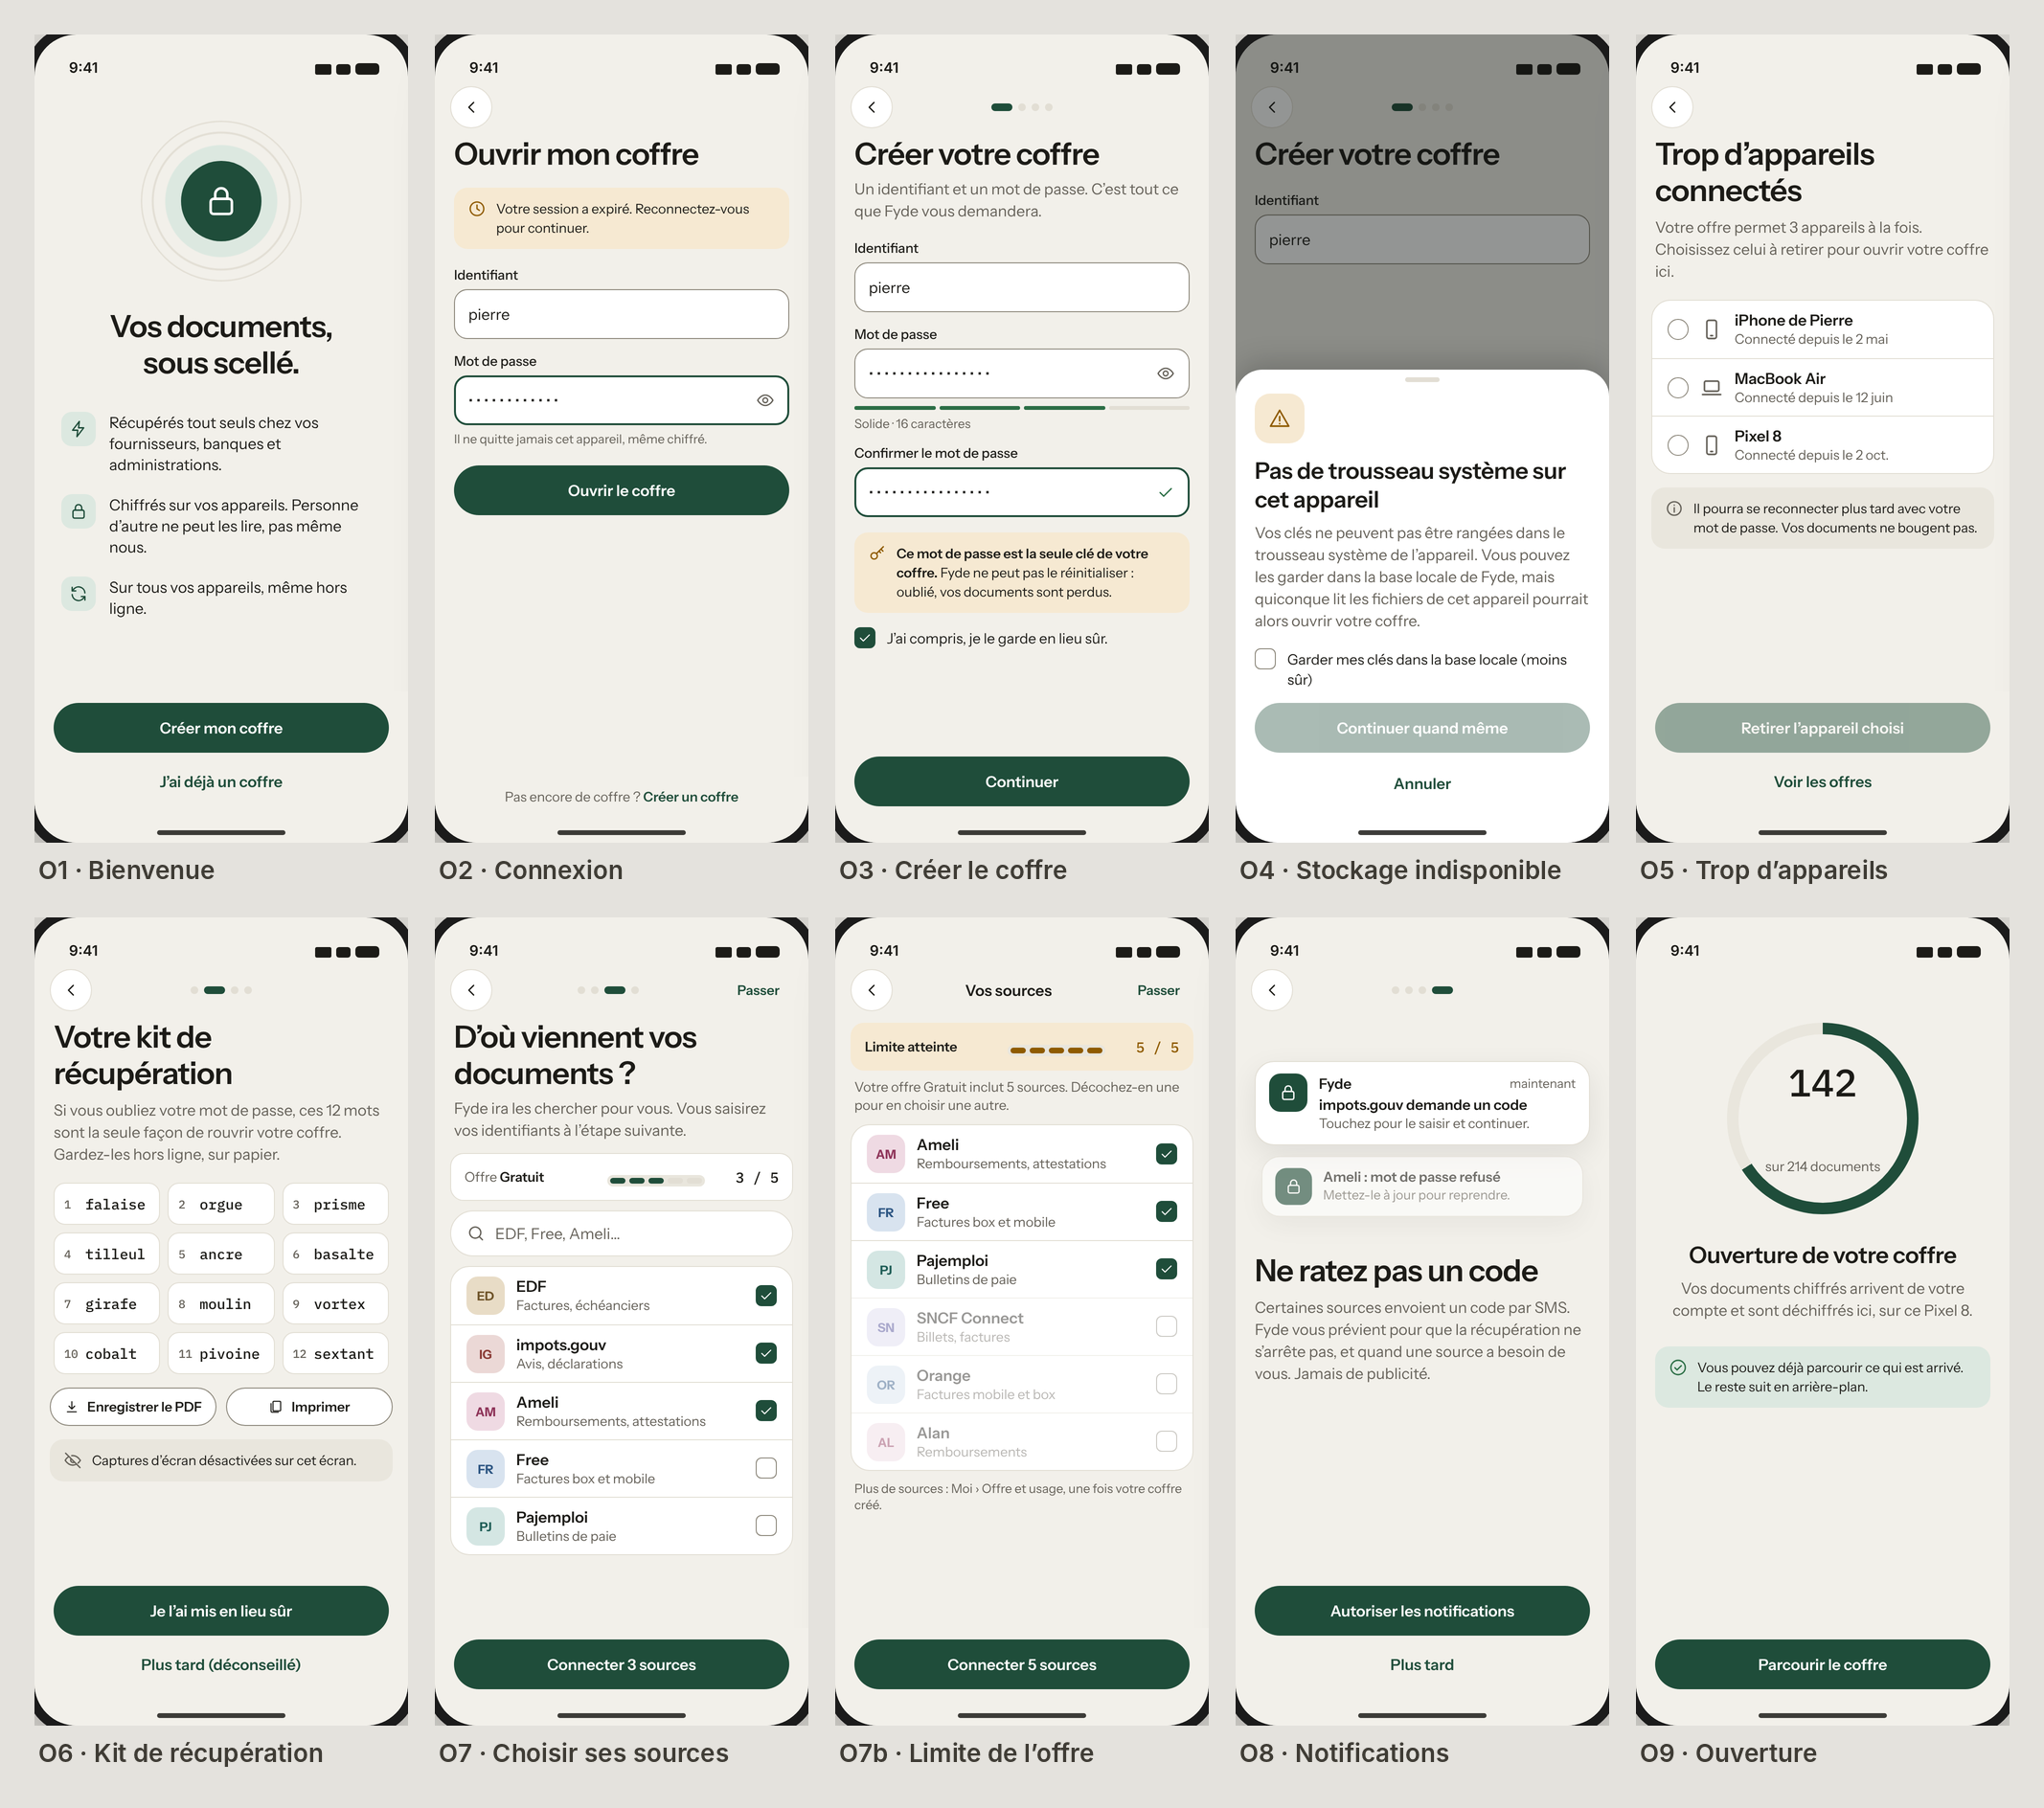 9:41
Vos documents,
sous scellé.
Récupérés tout seuls chez vos
fournisseurs, banques et
administrations.
Chiffrés sur vos appareils. Personne
d’autre ne peut les lire, pas même
nous.
Sur tous vos appareils, même hors
ligne.
Créer mon coffre
J’ai déjà un coffre
O1 · Bienvenue
9:41
Ouvrir mon coffre
Votre session a expiré. Reconnectez-vous
pour continuer.
Identifiant
pierre
Mot de passe
············
Il ne quitte jamais cet appareil, même chiffré.
Ouvrir le coffre
Pas encore de coffre ? Créer un coffre
O2 · Connexion
9:41
Créer votre coffre
Un identifiant et un mot de passe. C’est tout ce
que Fyde vous demandera.
Identifiant
pierre
Mot de passe
················
Solide · 16 caractères
Confirmer le mot de passe
················
Ce mot de passe est la seule clé de votre
coffre. Fyde ne peut pas le réinitialiser :
oublié, vos documents sont perdus.
J’ai compris, je le garde en lieu sûr.
Continuer
O3 · Créer le coffre
9:41
Créer votre coffre
Identifiant
pierre
Pas de trousseau système sur
cet appareil
Vos clés ne peuvent pas être rangées dans le
trousseau système de l’appareil. Vous pouvez
les garder dans la base locale de Fyde, mais
quiconque lit les fichiers de cet appareil pourrait
alors ouvrir votre coffre.
Garder mes clés dans la base locale (moins
sûr)
Continuer quand même
Annuler
O4 · Stockage indisponible
9:41
Trop d’appareils
connectés
Votre offre permet 3 appareils à la fois.
Choisissez celui à retirer pour ouvrir votre coffre
ici.
iPhone de Pierre
Connecté depuis le 2 mai
MacBook Air
Connecté depuis le 12 juin
Pixel 8
Connecté depuis le 2 oct.
Il pourra se reconnecter plus tard avec votre
mot de passe. Vos documents ne bougent pas.
Retirer l’appareil choisi
Voir les offres
O5 · Trop d’appareils
9:41
Votre kit de
récupération
Si vous oubliez votre mot de passe, ces 12 mots
sont la seule façon de rouvrir votre coffre.
Gardez-les hors ligne, sur papier.
1 falaise 2 orgue 3 prisme
4 tilleul 5 ancre 6 basalte
7 girafe 8 moulin 9 vortex
10 cobalt 11 pivoine 12 sextant
Enregistrer le PDF Imprimer
Captures d’écran désactivées sur cet écran.
Je l’ai mis en lieu sûr
Plus tard (déconseillé)
O6 · Kit de récupération
9:41
Passer
D’où viennent vos
documents ?
Fyde ira les chercher pour vous. Vous saisirez
vos identifiants à l’étape suivante.
Offre Gratuit 3 / 5
EDF, Free, Ameli…
ED EDF
Factures, échéanciers
IG impots.gouv
Avis, déclarations
AM Ameli
Remboursements, attestations
FR Free
Factures box et mobile
PJ Pajemploi
Bulletins de paie
Connecter 3 sources
O7 · Choisir ses sources
9:41
Vos sources Passer
Limite atteinte 5 / 5
Votre offre Gratuit inclut 5 sources. Décochez-en une
pour en choisir une autre.
AM Ameli
Remboursements, attestations
FR Free
Factures box et mobile
PJ Pajemploi
Bulletins de paie
SN SNCF Connect
Billets, factures
OR Orange
Factures mobile et box
AL Alan
Remboursements
Plus de sources : Moi › Offre et usage, une fois votre coffre
créé.
Connecter 5 sources
O7b · Limite de l’offre
9:41
Fyde maintenant
impots.gouv demande un code
Touchez pour le saisir et continuer.
Ameli : mot de passe refusé
Mettez-le à jour pour reprendre.
Ne ratez pas un code
Certaines sources envoient un code par SMS.
Fyde vous prévient pour que la récupération ne
s’arrête pas, et quand une source a besoin de
vous. Jamais de publicité.
Autoriser les notifications
Plus tard
O8 · Notifications
9:41
142
sur 214 documents
Ouverture de votre coffre
Vos documents chiffrés arrivent de votre
compte et sont déchiffrés ici, sur ce Pixel 8.
Vous pouvez déjà parcourir ce qui est arrivé.
Le reste suit en arrière-plan.
Parcourir le coffre
O9 · Ouverture